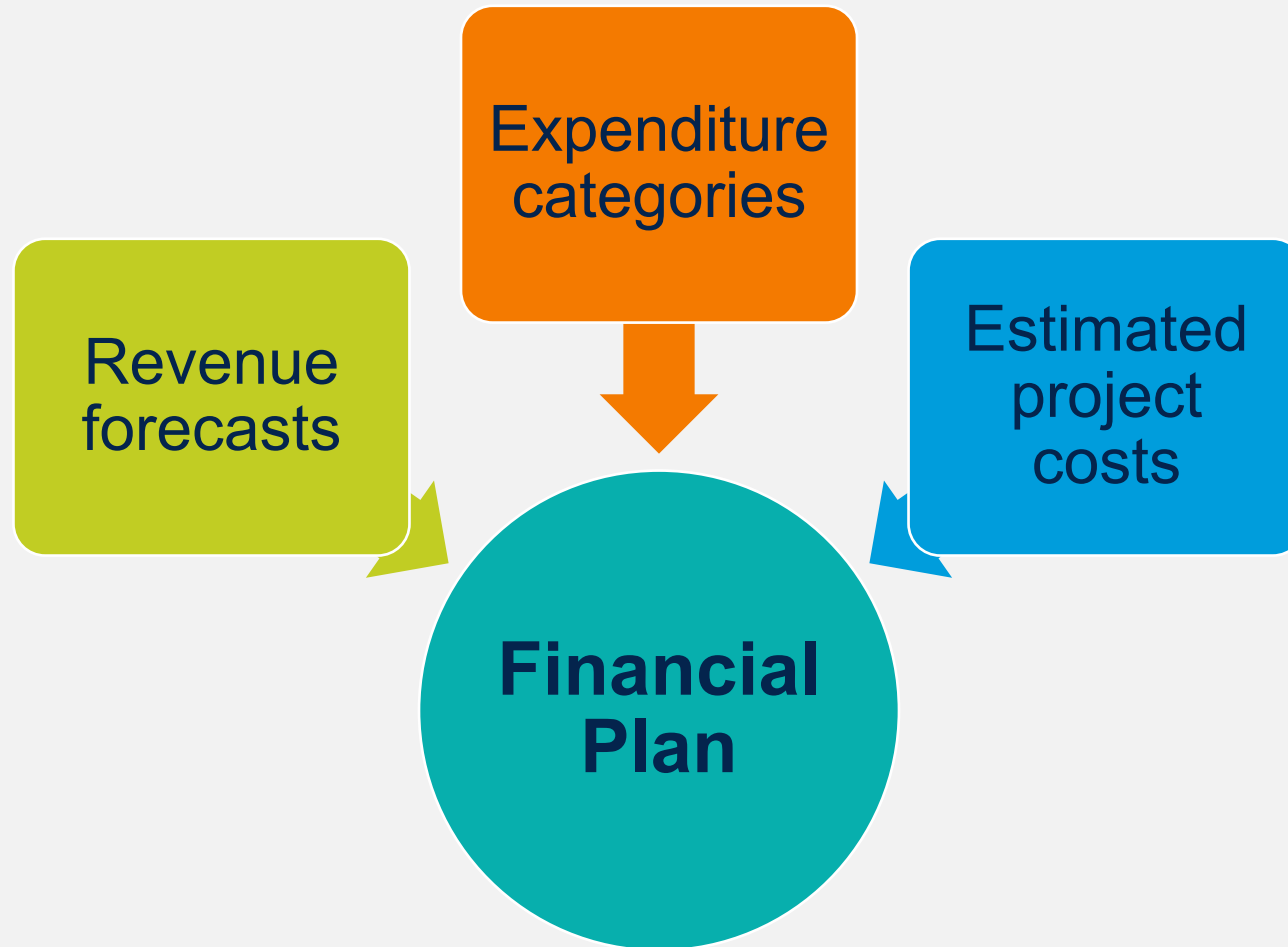 Expenditure
categories
Revenue
forecasts
Estimated
project
costs
Financial
Plan